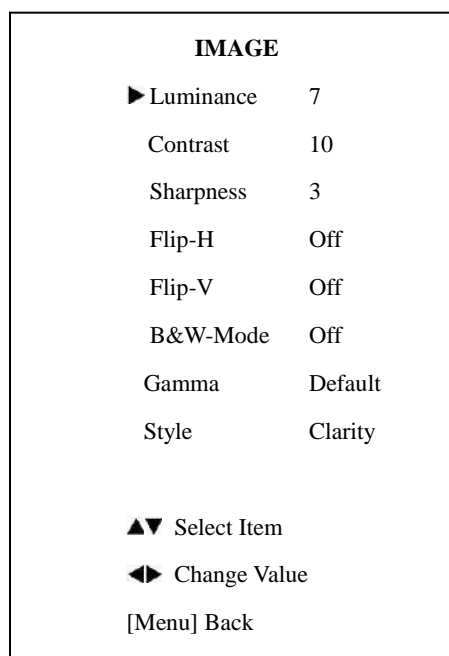 IMAGE
▶Luminance 7
Contrast 10
Sharpness 3
Flip-H Off
Flip-V Off
B&W-Mode Off
Gamma Default
Style Clarity
▲▼ Select Item
◀▶ Change Value
[Menu] Back